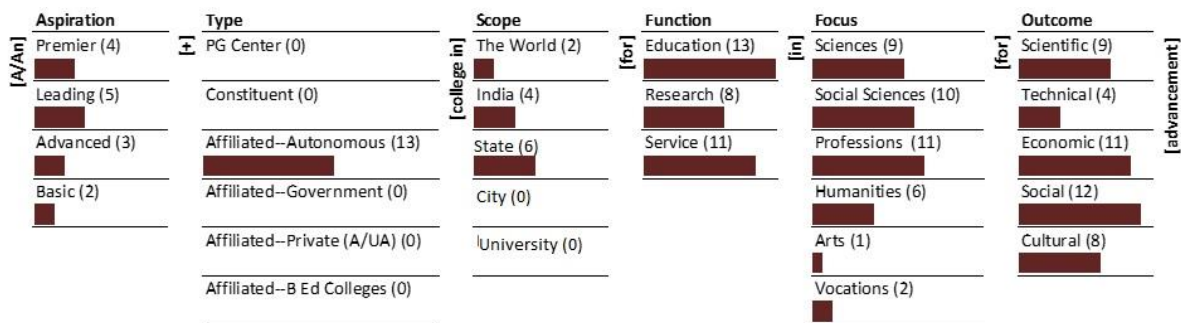 Aspiration
Type
Scope
Function
Focus
Outcome
[A/An]
Premier (4)
Leading (5)
Advanced (3)
Basic (2)
[+]
PG Center (0)
Constituent (0)
Affiliated--Autonomous (13)
Affiliated--Government (0)
Affiliated--Private (A/UA) (0)
Affiliated--B Ed Colleges (0)
[college in]
The World (2)
India (4)
State (6)
City (0)
University (0)
[for]
Education (13)
Research (8)
Service (11)
[in]
Sciences (9)
Social Sciences (10)
Professions (11)
Humanities (6)
Arts (1)
Vocations (2)
[for]
Scientific (9)
Technical (4)
Economic (11)
Social (12)
Cultural (8)
[advancement]